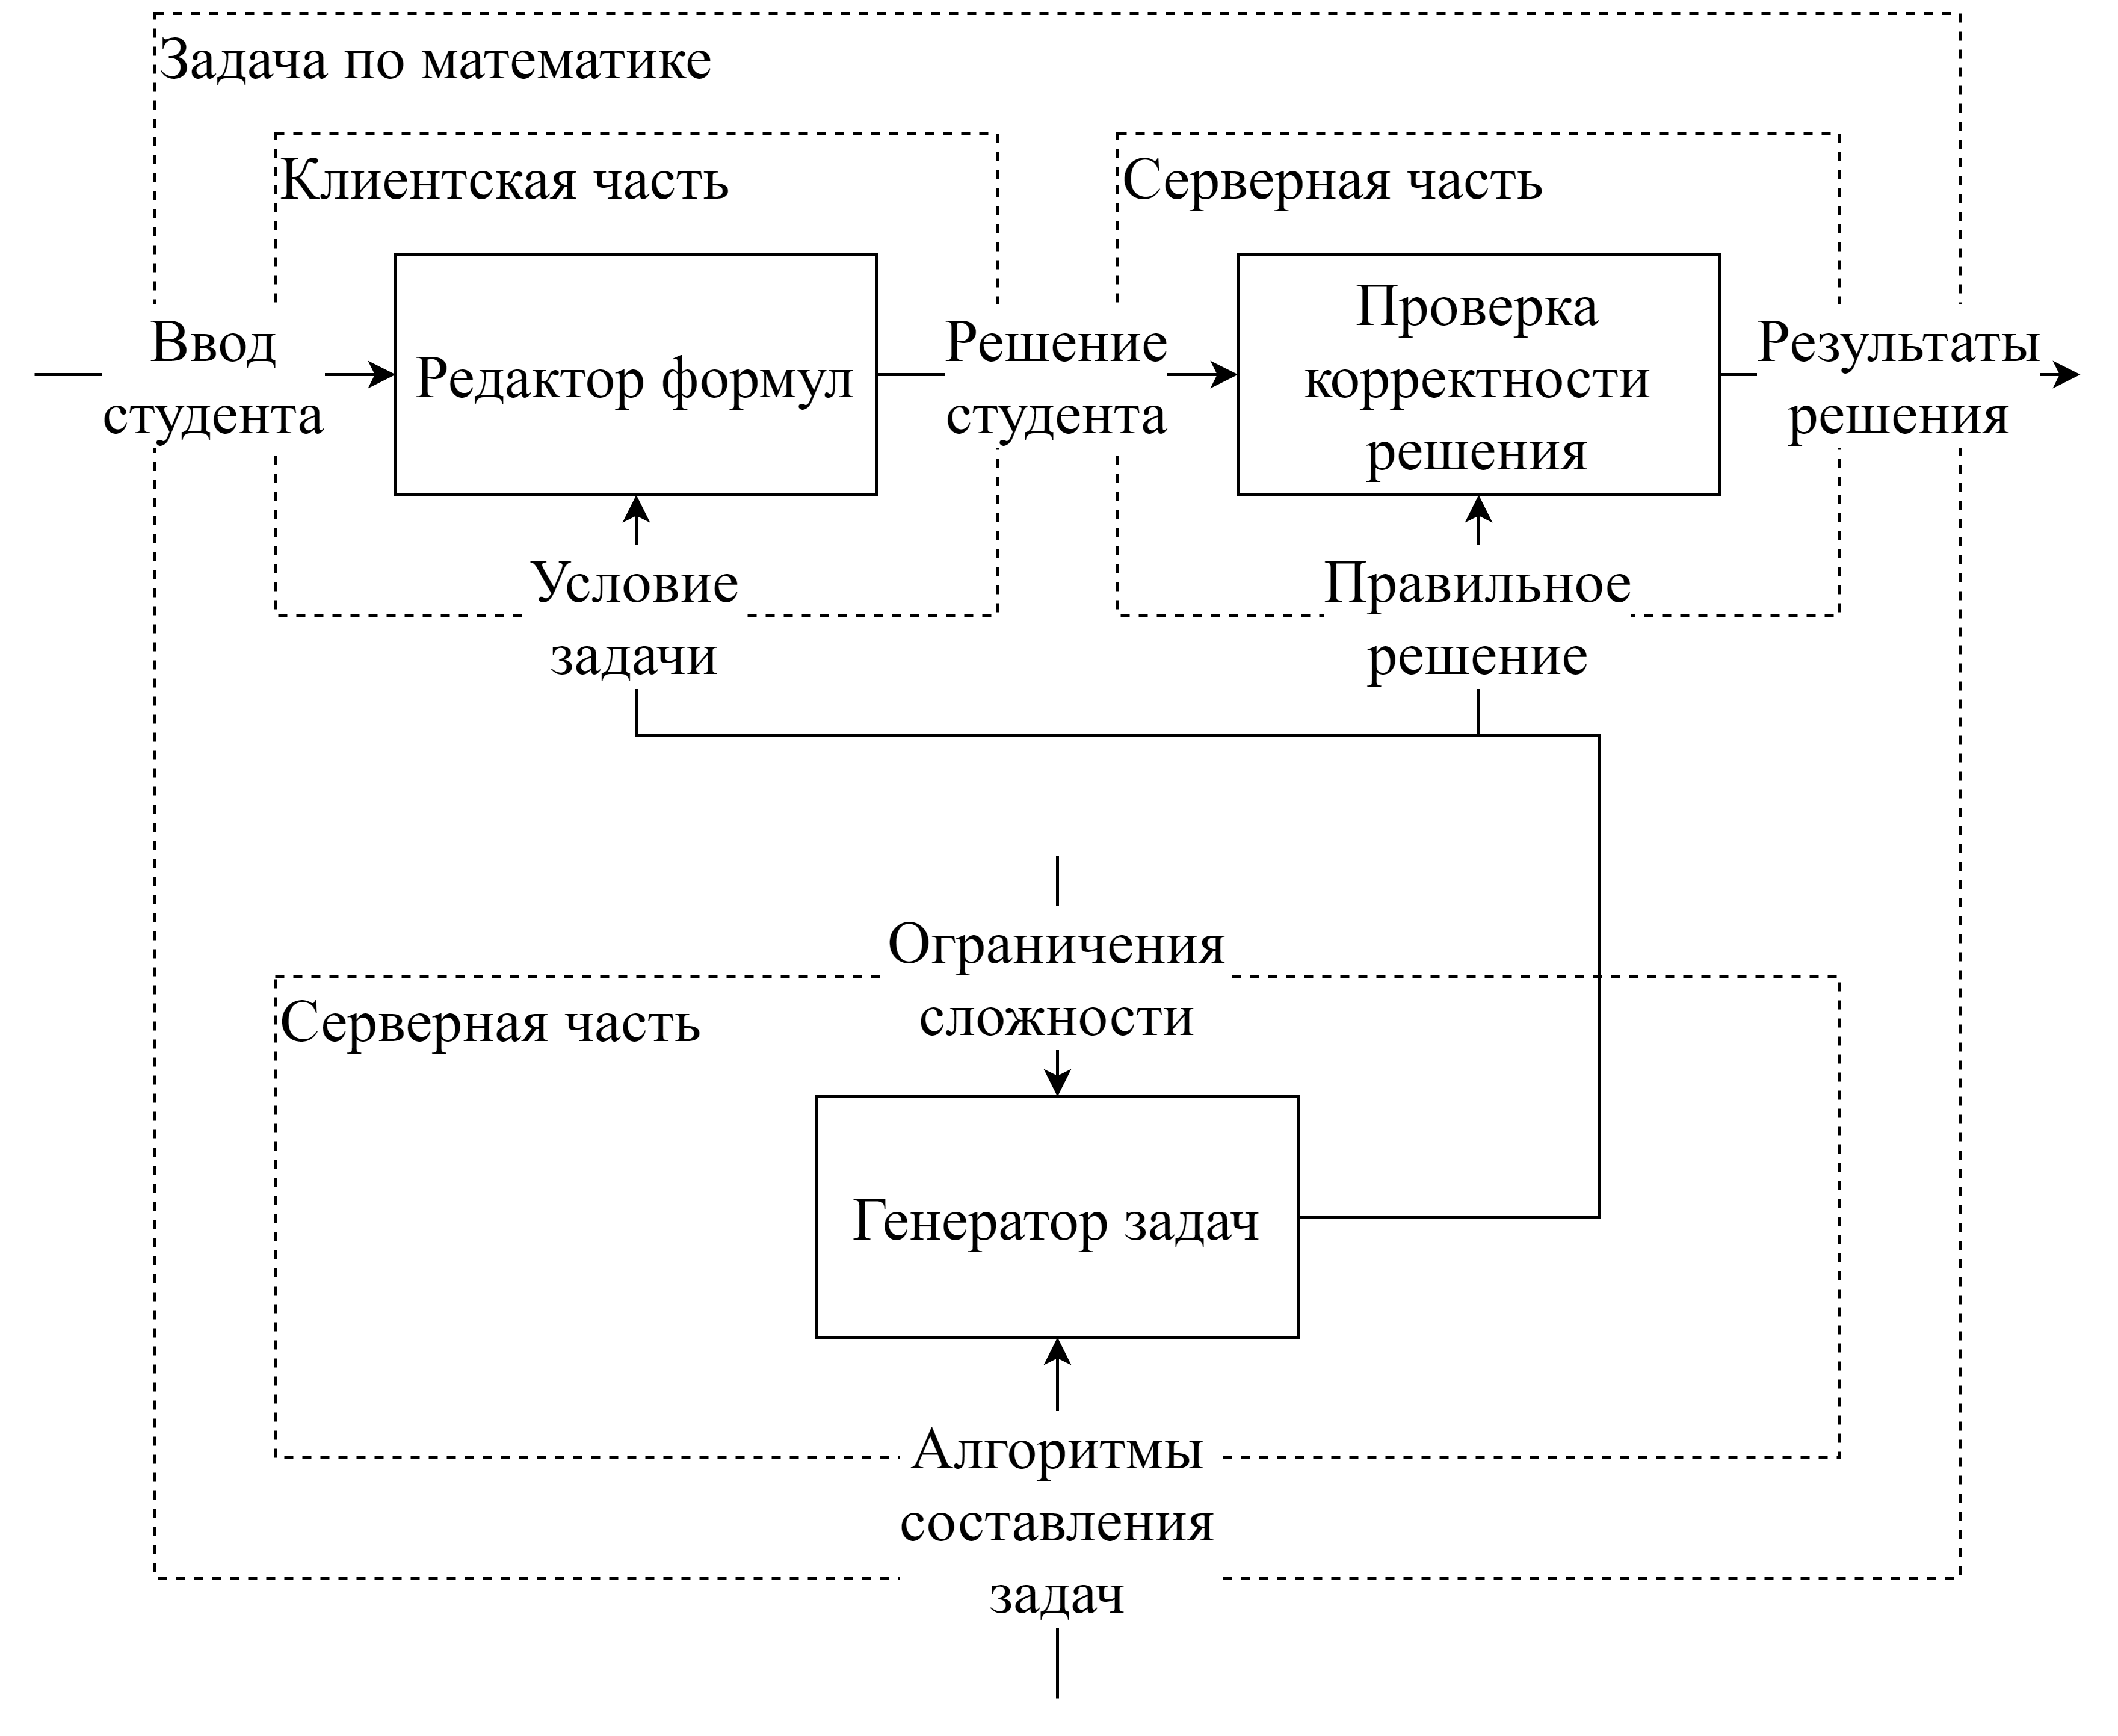 Задача по математике
Клиентская часть
Серверная часть
Ввод
студента
Редактор формул
Решение
студента
Проверка
корректности
решения
Результаты
решения
Условие
задачи
Правильное
решение
Ограничения
сложности
Серверная часть
Генератор задач
Алгоритмы
составления
задач